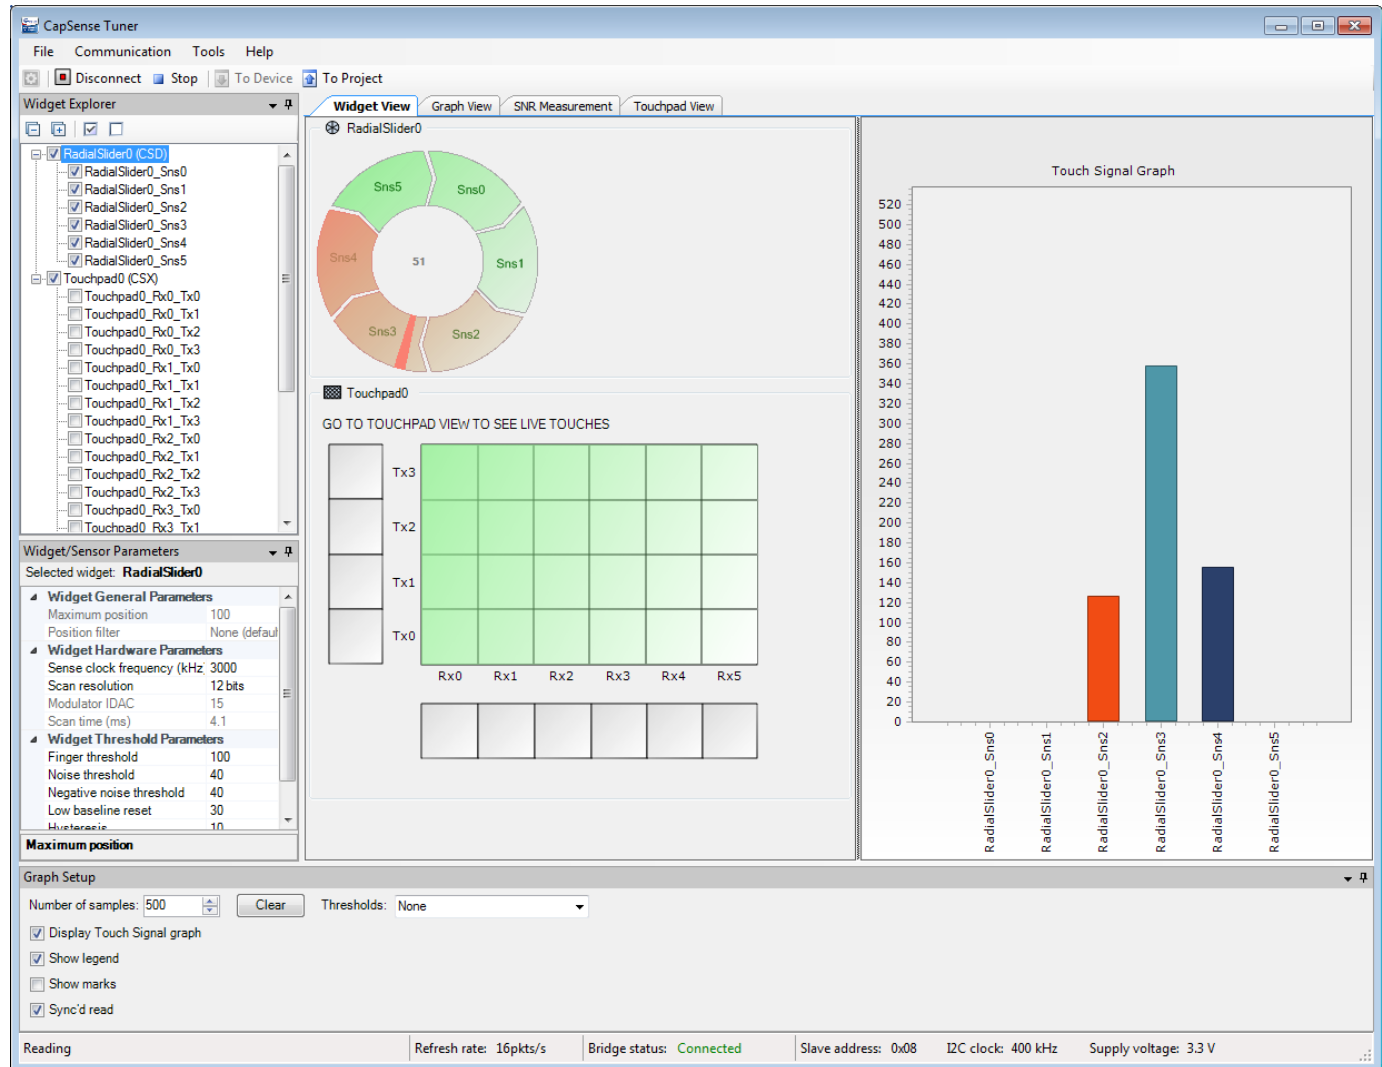 CapSense Tuner
File Communication Tools Help
Disconnect Stop To Device To Project
Widget Explorer
RadialSlider0 (CSD)
RadialSlider0_Sns0
RadialSlider0_Sns1
RadialSlider0_Sns2
RadialSlider0_Sns3
RadialSlider0_Sns4
RadialSlider0_Sns5
Touchpad0 (CSX)
Touchpad0_Rx0_Tx0
Touchpad0_Rx0_Tx1
Touchpad0_Rx0_Tx2
Touchpad0_Rx0_Tx3
Touchpad0_Rx1_Tx0
Touchpad0_Rx1_Tx1
Touchpad0_Rx1_Tx2
Touchpad0_Rx1_Tx3
Touchpad0_Rx2_Tx0
Touchpad0_Rx2_Tx1
Touchpad0_Rx2_Tx2
Touchpad0_Rx2_Tx3
Touchpad0_Rx3_Tx0
Touchpad0_Rx3_Tx1
Widget/Sensor Parameters
Selected widget: RadialSlider0
Widget General Parameters
Maximum position 100
Position filter None (defaul
Widget Hardware Parameters
Sense clock frequency (kHz 3000
Scan resolution 12 bits
Modulator IDAC 15
Scan time (ms) 4.1
Widget Threshold Parameters
Finger threshold 100
Noise threshold 40
Negative noise threshold 40
Low baseline reset 30
Hysteresis 10
Maximum position
Widget View Graph View SNR Measurement Touchpad View
RadialSlider0
Sns5 Sns0
Sns4 51 Sns1
Sns3 Sns2
Touchpad0
GO TO TOUCHPAD VIEW TO SEE LIVE TOUCHES
Tx3
Tx2
Tx1
Tx0
Rx0 Rx1 Rx2 Rx3 Rx4 Rx5
Touch Signal Graph
520
500
480
460
440
420
400
380
360
340
320
300
280
260
240
220
200
180
160
140
120
100
80
60
40
20
0
RadialSlider0_Sns0
RadialSlider0_Sns1
RadialSlider0_Sns2
RadialSlider0_Sns3
RadialSlider0_Sns4
RadialSlider0_Sns5
Graph Setup
Number of samples: 500 Clear Thresholds: None
Display Touch Signal graph
Show legend
Show marks
Sync'd read
Reading Refresh rate: 16pkts/s Bridge status: Connected Slave address: 0x08 I2C clock: 400 kHz Supply voltage: 3.3 V